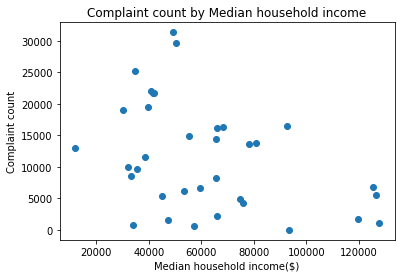 Complaint count by Median household income
Complaint count
30000
25000
20000
15000
10000
5000
0
20000 40000 60000 80000 100000 120000
Median household income($)